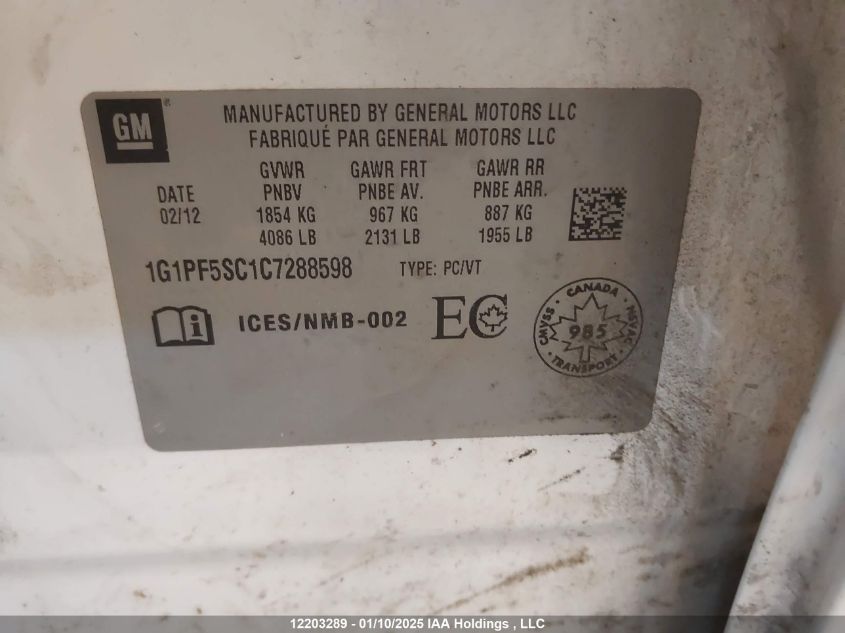 GM
MANUFACTURED BY GENERAL MOTORS LLC
FABRIQUÉ PAR GENERAL MOTORS LLC
GVWR GAWR FRT GAWR RR
DATE PNBV PNBE AV. PNBE ARR.
02/12 1854 KG 967 KG 887 KG
4086 LB 2131 LB 1955 LB
1G1PF5SC1C7288598 TYPE: PC/VT
i ICES/NMB-002 EC
CANADA
CMVSS 985 NSVAC
TRANSPORT
12203289 - 01/10/2025 IAA Holdings , LLC